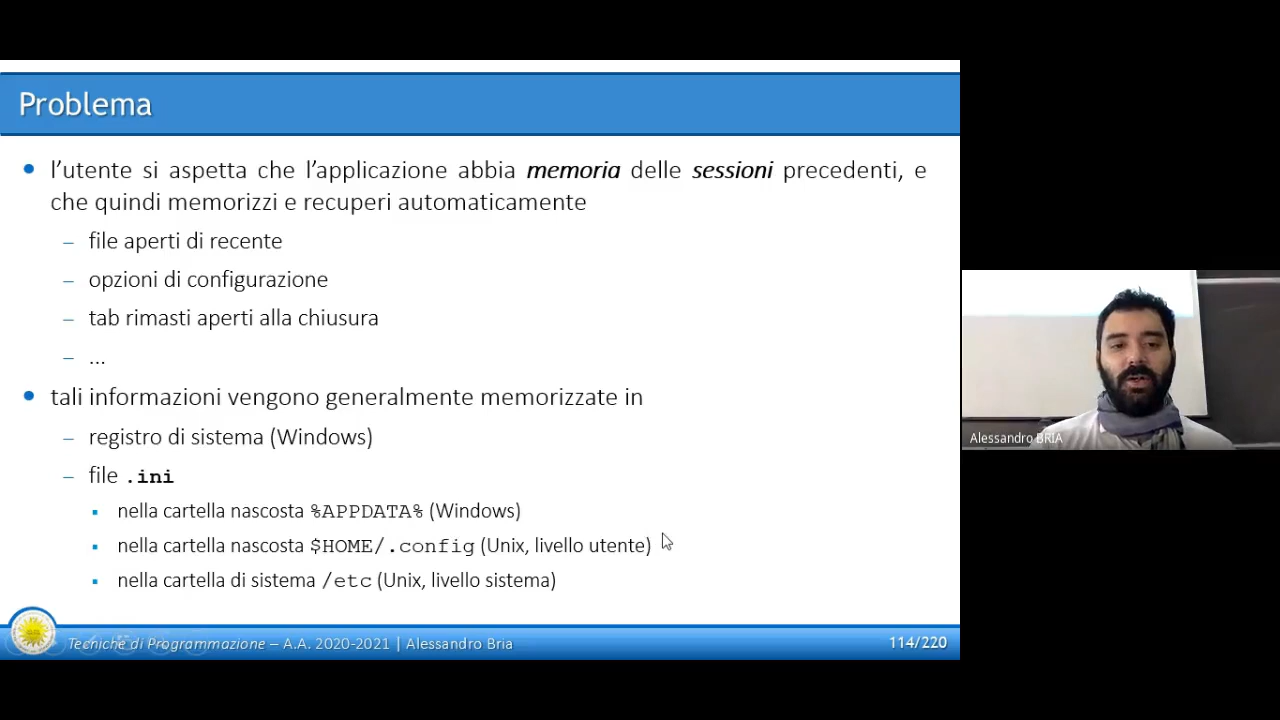 Problema
l'utente si aspetta che l'applicazione abbia memoria delle sessioni precedenti, e
che quindi memorizzi e recuperi automaticamente
– file aperti di recente
– opzioni di configurazione
– tab rimasti aperti alla chiusura
– ...
tali informazioni vengono generalmente memorizzate in
– registro di sistema (Windows)
– file .ini
nella cartella nascosta %APPDATA% (Windows)
nella cartella nascosta $HOME/.config (Unix, livello utente)
nella cartella di sistema /etc (Unix, livello sistema)
Tecniche di Programmazione – A.A. 2020-2021 | Alessandro Bria
114/220
Alessandro BRIA